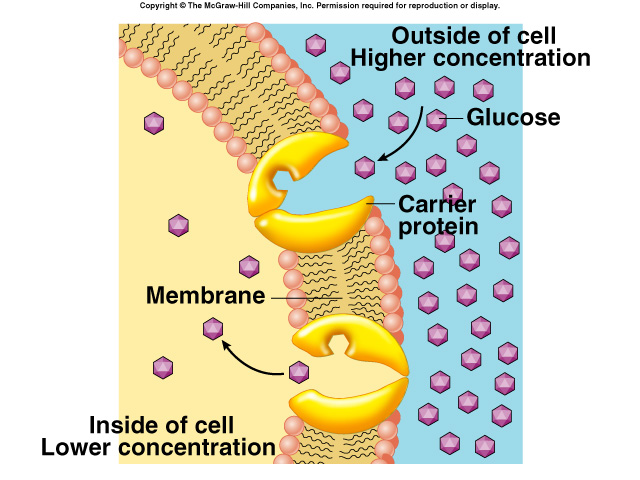 Copyright © The McGraw-Hill Companies, Inc. Permission required for reproduction or display.
Outside of cell
Higher concentration
Glucose
Carrier
protein
Membrane
Inside of cell
Lower concentration